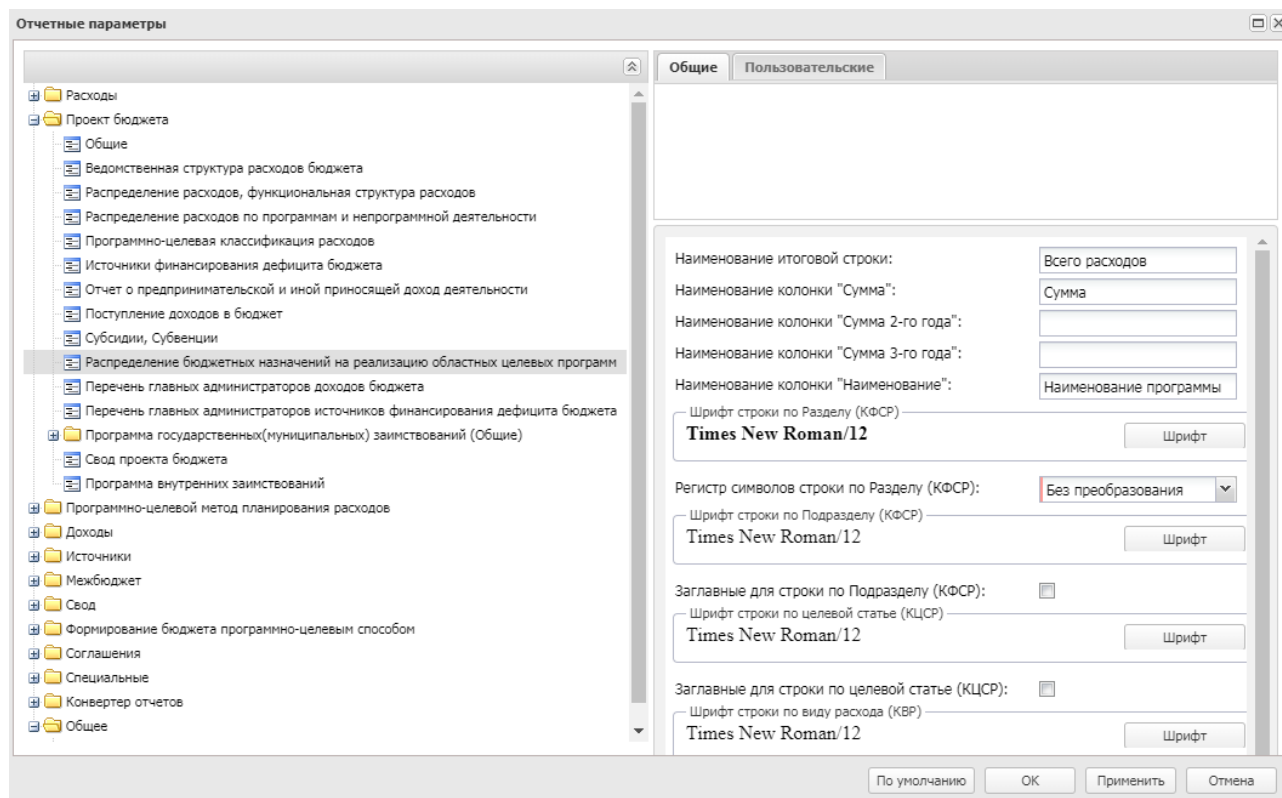 Отчетные параметры
Расходы
Проект бюджета
Общие
Ведомственная структура расходов бюджета
Распределение расходов, функциональная структура расходов
Распределение расходов по программам и непрограммной деятельности
Программно-целевая классификация расходов
Источники финансирования дефицита бюджета
Отчет о предпринимательской и иной приносящей доход деятельности
Поступление доходов в бюджет
Субсидии, Субвенции
Распределение бюджетных назначений на реализацию областных целевых программ
Перечень главных администраторов доходов бюджета
Перечень главных администраторов источников финансирования дефицита бюджета
Программа государственных(муниципальных) заимствований (Общие)
Свод проекта бюджета
Программа внутренних заимствований
Программно-целевой метод планирования расходов
Доходы
Источники
Межбюджет
Свод
Формирование бюджета программно-целевым способом
Соглашения
Специальные
Конвертер отчетов
Общее
Общие Пользовательские
Наименование итоговой строки: Всего расходов
Наименование колонки "Сумма": Сумма
Наименование колонки "Сумма 2-го года":
Наименование колонки "Сумма 3-го года":
Наименование колонки "Наименование": Наименование программы
Шрифт строки по Разделу (КФСР)
Times New Roman/12 Шрифт
Регистр символов строки по Разделу (КФСР): Без преобразования
Шрифт строки по Подразделу (КФСР)
Times New Roman/12 Шрифт
Заглавные для строки по Подразделу (КФСР):
Шрифт строки по целевой статье (КЦСР)
Times New Roman/12 Шрифт
Заглавные для строки по целевой статье (КЦСР):
Шрифт строки по виду расхода (КВР)
Times New Roman/12 Шрифт
По умолчанию OK Применить Отмена